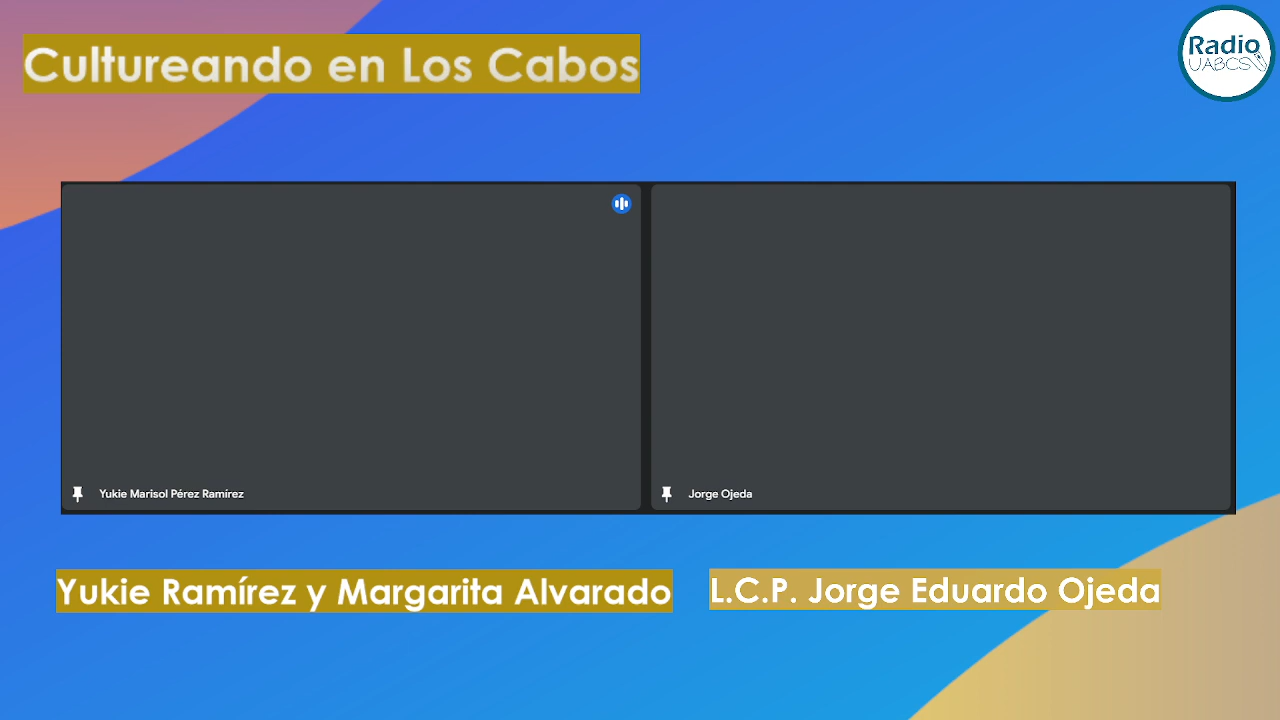 Cultureando en Los Cabos
Radio
UABCS
Yukie Marisol Pérez Ramírez
Jorge Ojeda
Yukie Ramírez y Margarita Alvarado
L.C.P. Jorge Eduardo Ojeda